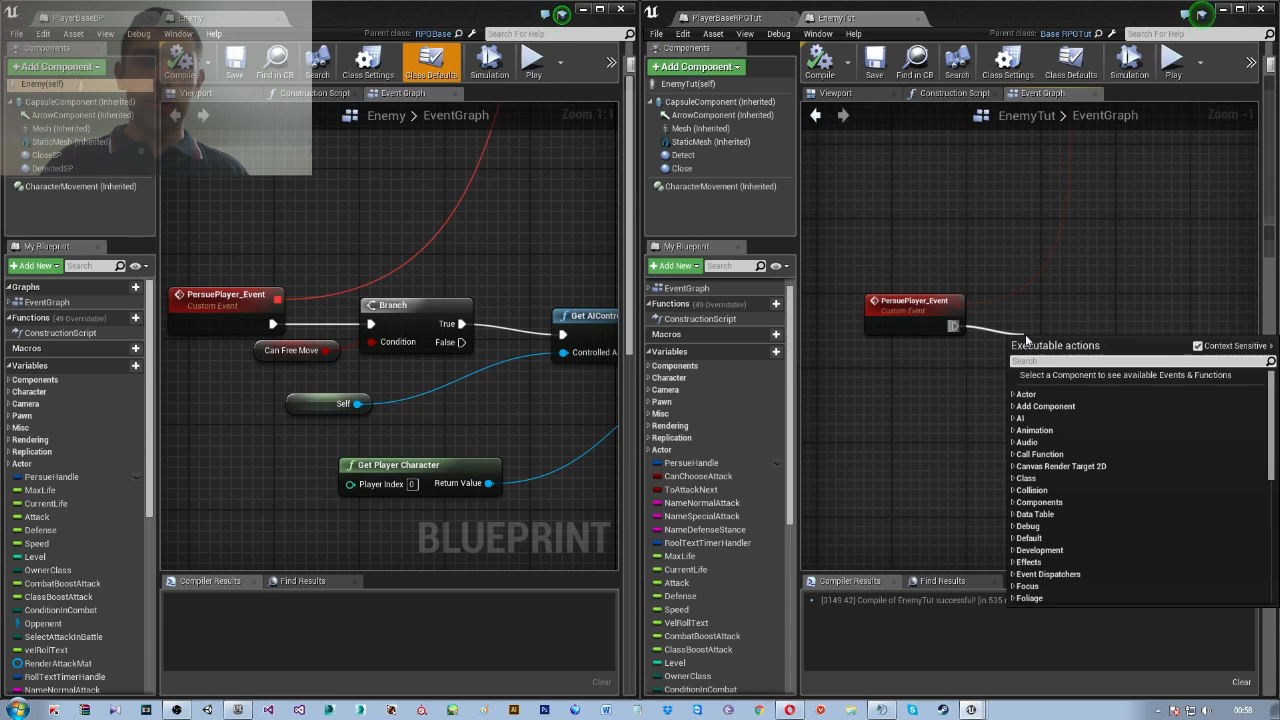 PlayerBaseBP
Enemy
File Edit Asset View Debug Window Help
Parent class: RPGBase
Search For Help
Components
+ Add Component
Enemy(self)
CapsuleComponent (Inherited)
ArrowComponent (Inherited)
Mesh (Inherited)
StaticMesh (Inherited)
CloseSP
DetectedSP
CharacterMovement (Inherited)
Compile
Save
Find in CB
Search
Class Settings
Class Defaults
Simulation
Play
Viewport
Construction Script
Event Graph
Enemy > EventGraph
Zoom 1:1
My Blueprint
+ Add New
Search
Graphs
EventGraph
Functions (49 Overridable)
ConstructionScript
Macros
Variables
Components
Character
Camera
Pawn
Misc
Rendering
Replication
Actor
PersueHandle
MaxLife
CurrentLife
Attack
Defense
Speed
Level
OwnerClass
CombatBoostAttack
ClassBoostAttack
ConditionInCombat
Opponent
SelectAttackInBattle
velRollText
RenderAttackMat
RollTextTimerHandle
NameNormalAttack
PersuePlayer_Event
Custom Event
Branch
True
Condition
False
Can Free Move
Get AIContro
Controlled A
Self
Get Player Character
Player Index 0
Return Value
BLUEPRINT
Compiler Results
Find Results
Clear
PlayerBaseRPGTut
EnemyTut
File Edit Asset View Debug Window Help
Parent class: Base RPGTut
Search For Help
Components
+ Add Component
EnemyTut(self)
CapsuleComponent (Inherited)
ArrowComponent (Inherited)
Mesh (Inherited)
StaticMesh (Inherited)
Detect
Close
CharacterMovement (Inherited)
Compile
Save
Find in CB
Search
Class Settings
Class Defaults
Simulation
Play
Viewport
Construction Script
Event Graph
EnemyTut > EventGraph
Zoom -1
My Blueprint
+ Add New
Search
EventGraph
Functions (49 Overridable)
ConstructionScript
Macros
Variables
Components
Character
Camera
Pawn
Misc
Rendering
Replication
Actor
PersueHandle
CanChooseAttack
ToAttackNext
NameNormalAttack
NameSpecialAttack
NameDefenseStance
RoolTextTimerHandler
MaxLife
CurrentLife
Attack
Defense
Speed
VelRollText
CombatBoostAttack
ClassBoostAttack
Level
OwnerClass
ConditionInCombat
PersuePlayer_Event
Custom Event
Executable actions
Context Sensitive
Search
Select a Component to see available Events & Functions
Actor
Add Component
AI
Animation
Audio
Call Function
Canvas Render Target 2D
Class
Collision
Components
Data Table
Debug
Default
Development
Effects
Event Dispatchers
Focus
Foliage
Compiler Results
Find Results
[3149.42] Compile of EnemyTut successful! [in 535
Clear
00:58